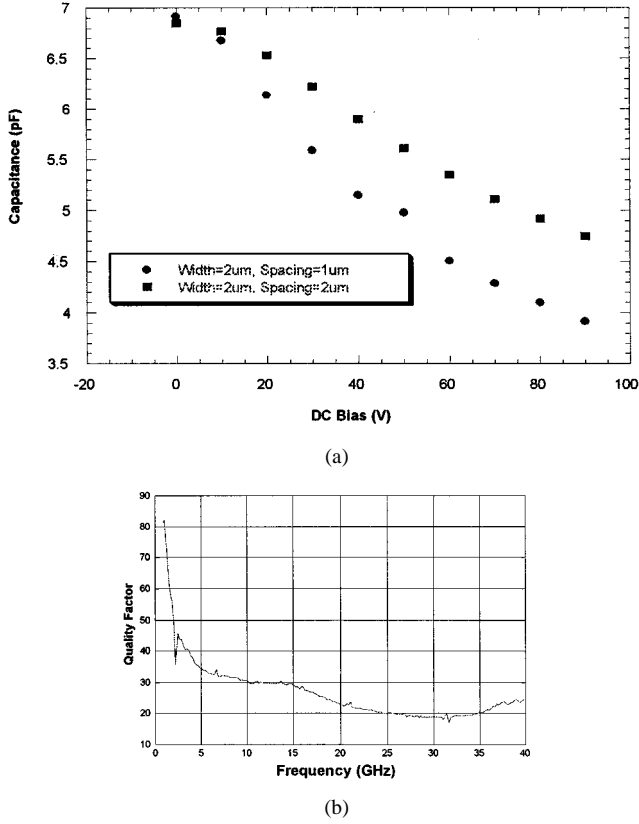 7
6.5
6
5.5
5
4.5
4
3.5
Capacitance (pF)
Width=2um, Spacing=1um
Width=2um, Spacing=2um
-20 0 20 40 60 80 100
DC Bias (V)
(a)
90
80
70
60
50
40
30
20
10
Quality Factor
0 5 10 15 20 25 30 35 40
Frequency (GHz)
(b)